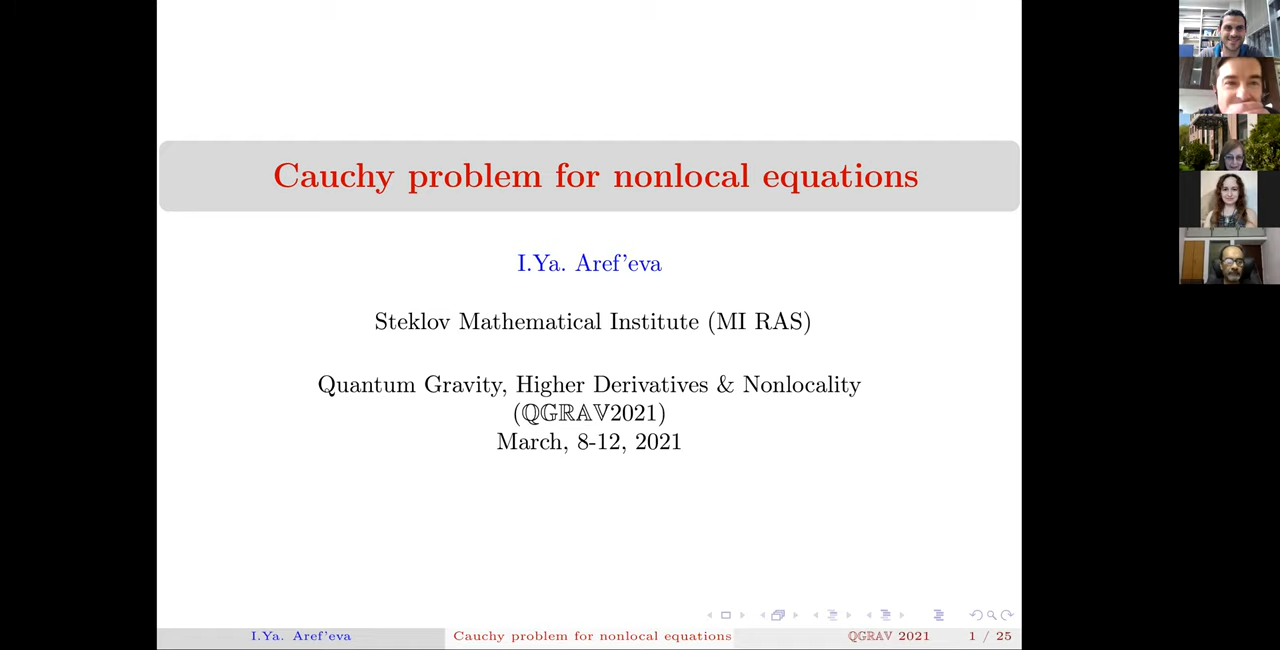 Cauchy problem for nonlocal equations
I.Ya. Aref'eva
Steklov Mathematical Institute (MI RAS)
Quantum Gravity, Higher Derivatives & Nonlocality
(ℚ𝔾ℝ𝔸𝕍2021)
March, 8-12, 2021
I.Ya. Aref'eva
Cauchy problem for nonlocal equations
ℚ𝔾ℝ𝔸𝕍 2021
1 / 25